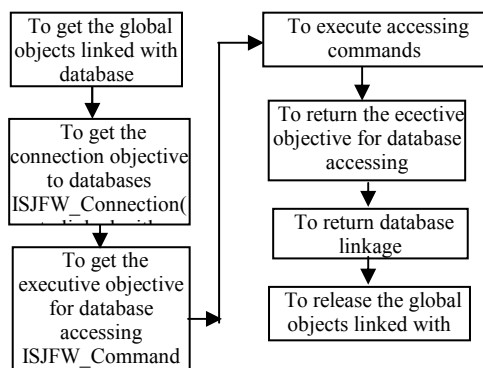 To get the global
objects linked with
database
To get the
connection objective
to databases
ISJFW_Connection(
To get the
executive objective
for database
accessing
ISJFW_Command
To execute accessing
commands
To return the ecective
objective for database
accessing
To return database
linkage
To release the global
objects linked with